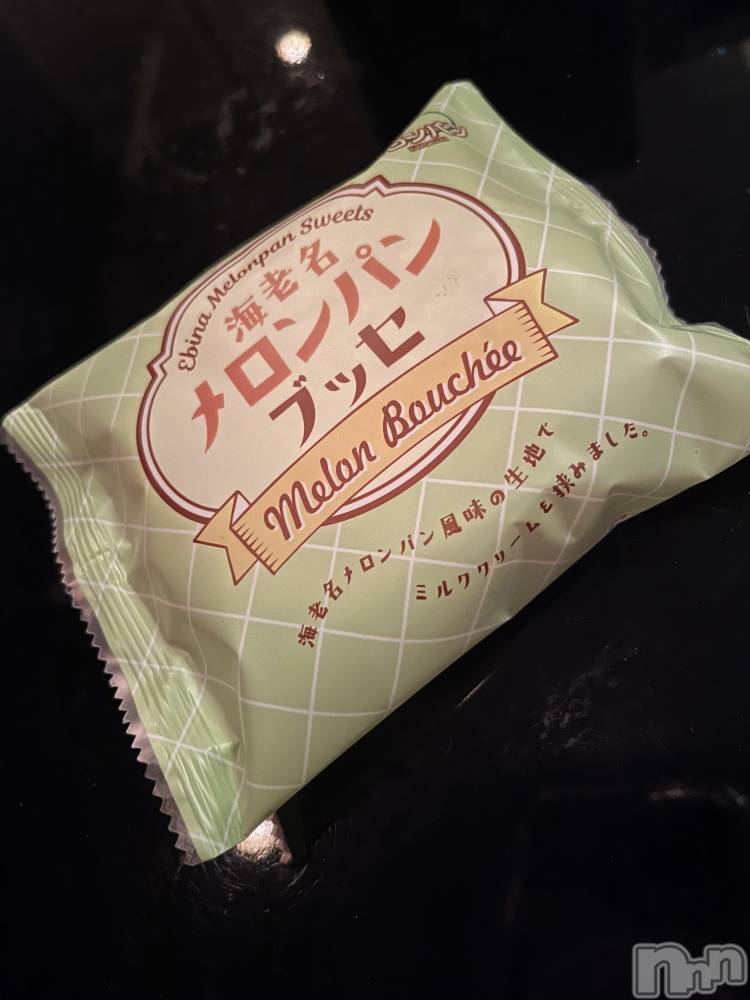 Ebina Melonpan Sweets
海老名
メロンパン
ブッセ
Melon Bouchée
海老名メロンパン風味の生地で
ミルククリームを挟みました。
nnn